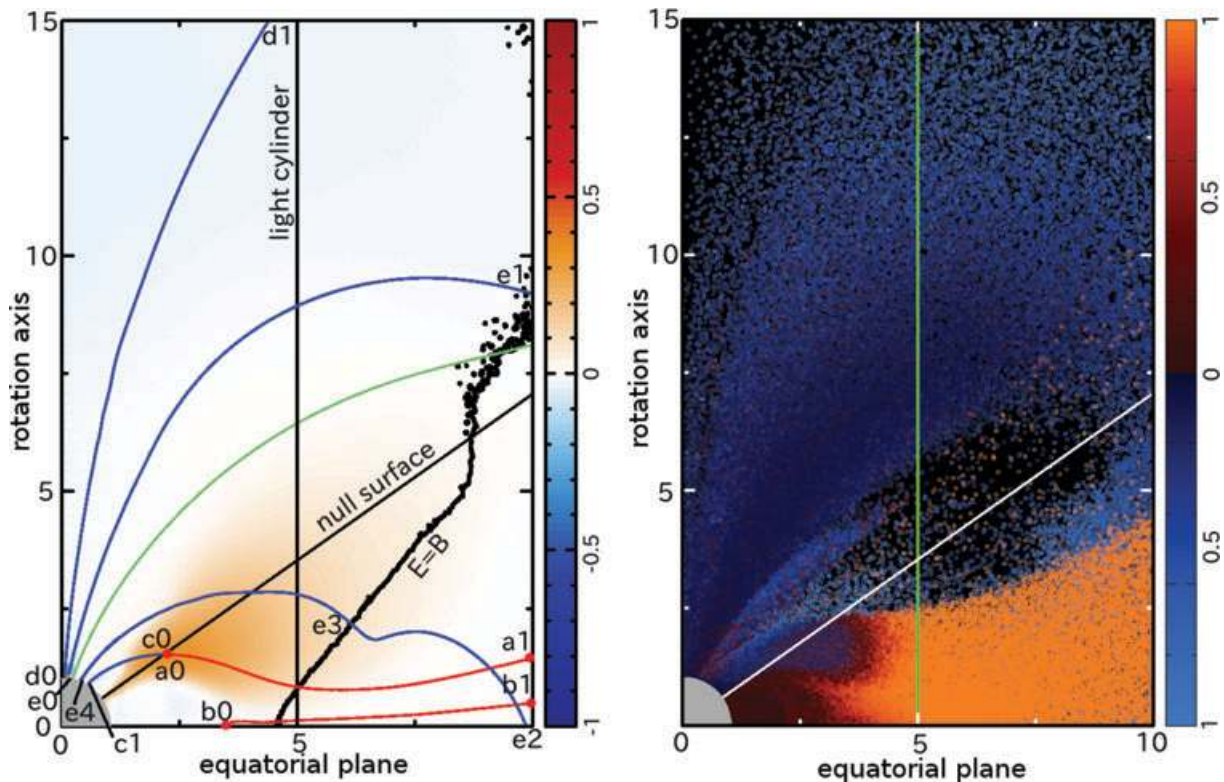 15
10
5
0
rotation axis
d1
light cylinder
e1
null surface
E=B
e3
c0
a0
a1
b1
b0
d0
e0
e4
c1
e2
0
5
equatorial plane
1
0.5
0
-0.5
-1
15
10
5
0
rotation axis
0
5
10
equatorial plane
1
0.5
0
0.5
1